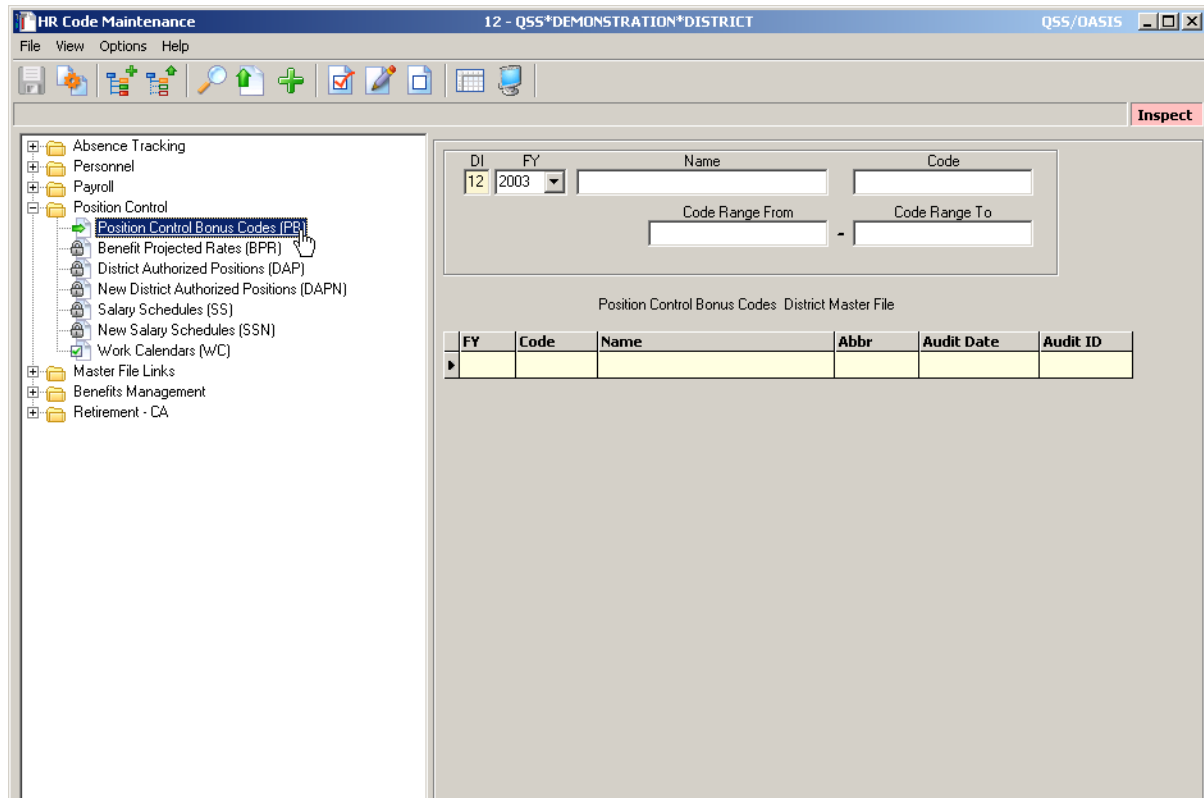 HR Code Maintenance 12 - QSS*DEMONSTRATION*DISTRICT QSS/OASIS
File View Options Help
Inspect
Absence Tracking
Personnel
Payroll
Position Control
Position Control Bonus Codes (PB)
Benefit Projected Rates (BPR)
District Authorized Positions (DAP)
New District Authorized Positions (DAPN)
Salary Schedules (SS)
New Salary Schedules (SSN)
Work Calendars (WC)
Master File Links
Benefits Management
Retirement - CA
DI FY Name Code
12 2003
Code Range From Code Range To
-
Position Control Bonus Codes District Master File
FY Code Name Abbr Audit Date Audit ID